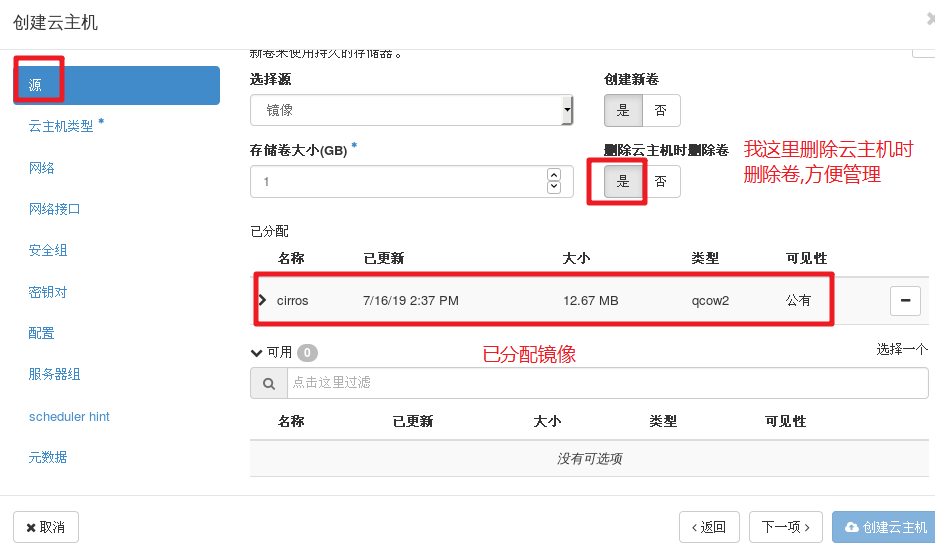 创建云主机
新卷来使用持久的存储器。
源
选择源
创建新卷
镜像
是
否
云主机类型 *
存储卷大小(GB) *
删除云主机时删除卷
我这里删除云主机时
删除卷,方便管理
网络
1
是
否
网络接口
已分配
安全组
名称
已更新
大小
类型
可见性
密钥对
cirros
7/16/19 2:37 PM
12.67 MB
qcow2
公有
配置
可用 0
已分配镜像
选择一个
服务器组
点击这里过滤
scheduler hint
名称
已更新
大小
类型
可见性
元数据
没有可选项
取消
返回
下一项
创建云主机